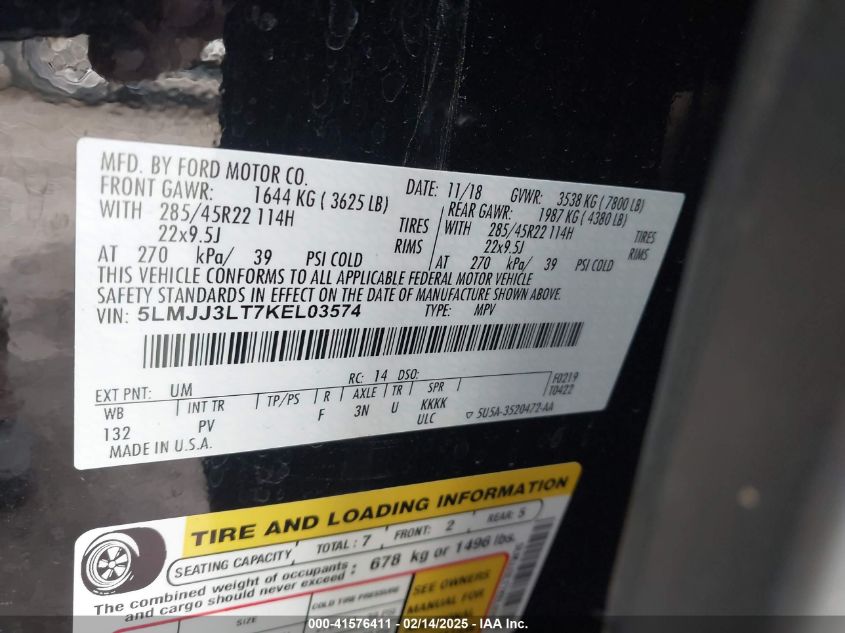 MFD. BY FORD MOTOR CO.
DATE: 11/18 GVWR: 3538 KG ( 7800 LB)
FRONT GAWR: 1644 KG ( 3625 LB) REAR GAWR: 1987 KG ( 4380 LB)
WITH 285/45R22 114H TIRES WITH 285/45R22 114H TIRES
22x9.5J RIMS 22x9.5J RIMS
AT 270 kPa/ 39 PSI COLD AT 270 kPa/ 39 PSI COLD
THIS VEHICLE CONFORMS TO ALL APPLICABLE FEDERAL MOTOR VEHICLE
SAFETY STANDARDS IN EFFECT ON THE DATE OF MANUFACTURE SHOWN ABOVE.
VIN: 5LMJJ3LT7KEL03574 TYPE: MPV
EXT PNT: UM RC: 14 DSO: F0219
T0422
WB INT TR TP/PS R AXLE TR SPR
132 PV F 3N U KKKK
ULC 5U5A-3520472-AA
MADE IN U.S.A.
TIRE AND LOADING INFORMATION
SEATING CAPACITY TOTAL : 7 FRONT: 2 REAR: 5
The combined weight of occupants and cargo should never exceed : 678 kg or 1496 lbs.
COLD TIRE PRESSURE
SEE OWNERS
MANUAL FOR
000-41576411 - 02/14/2025 - IAA Inc.